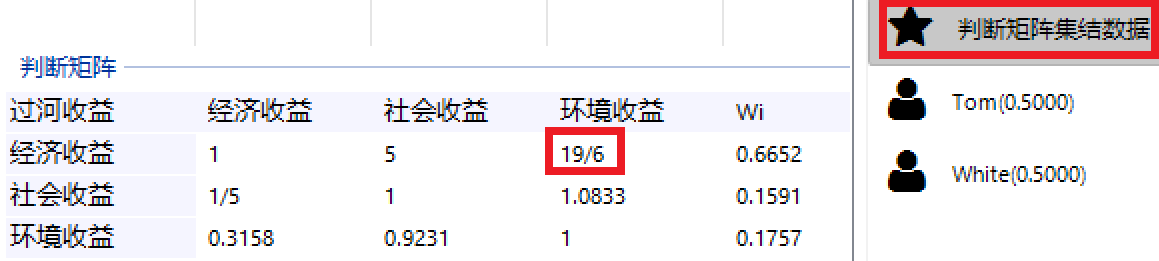 判断矩阵
过河收益 经济收益 社会收益 环境收益 Wi
经济收益 1 5 19/6 0.6652
社会收益 1/5 1 1.0833 0.1591
环境收益 0.3158 0.9231 1 0.1757
判断矩阵集结数据
Tom(0.5000)
White(0.5000)